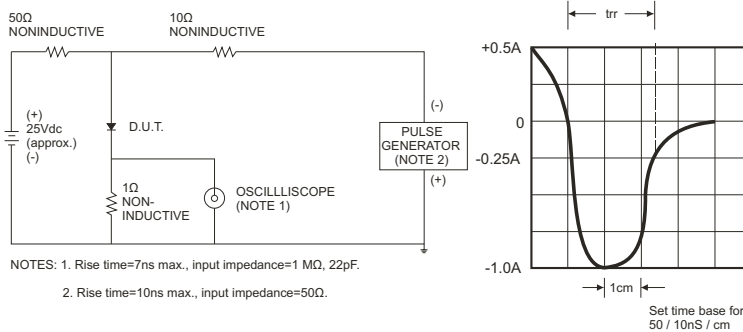 50Ω
NONINDUCTIVE
10Ω
NONINDUCTIVE
(+)
25Vdc
(approx.)
(-)
D.U.T.
1Ω
NON-
INDUCTIVE
OSCILLLISCOPE
(NOTE 1)
(-)
PULSE
GENERATOR
(NOTE 2)
(+)
NOTES: 1. Rise time=7ns max., input impedance=1 MΩ, 22pF.
2. Rise time=10ns max., input impedance=50Ω.
trr
+0.5A
0
-0.25A
-1.0A
1cm
Set time base for
50 / 10nS / cm